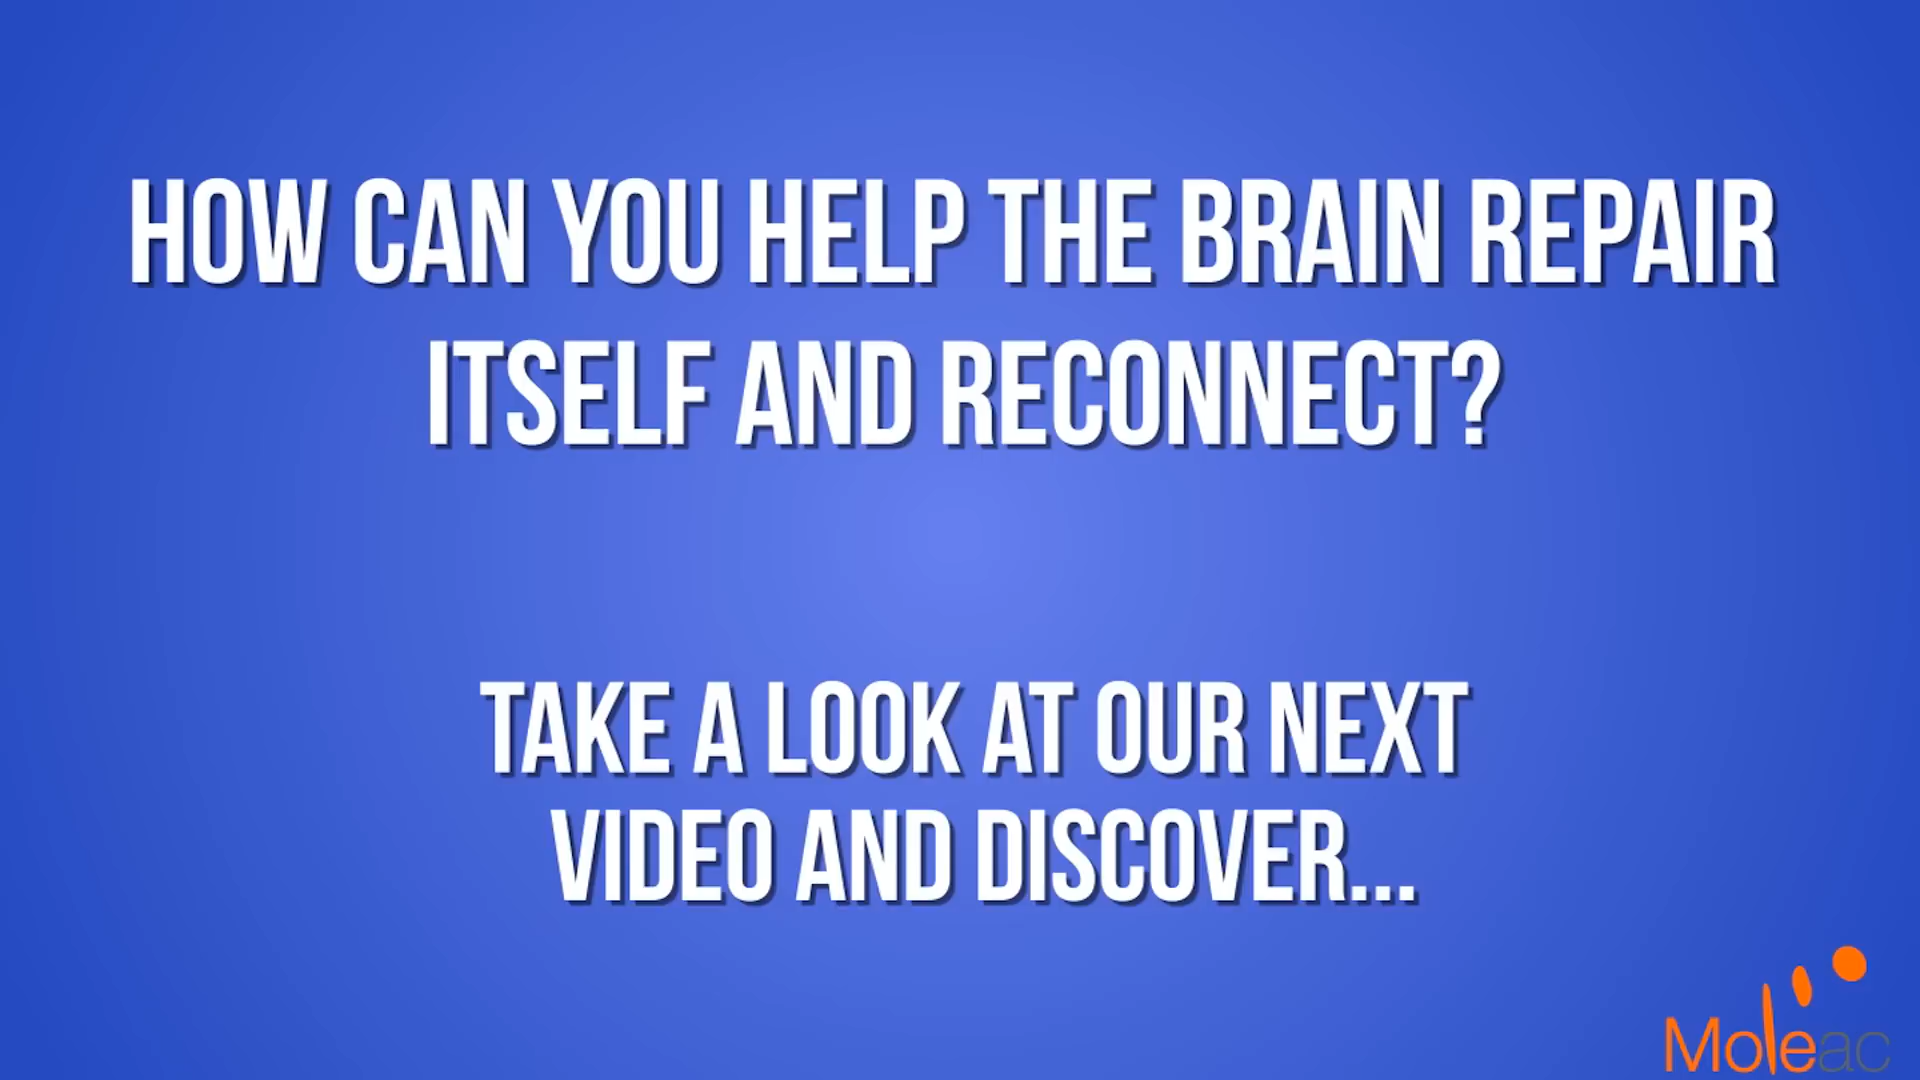 HOW CAN YOU HELP THE BRAIN REPAIR
ITSELF AND RECONNECT?
TAKE A LOOK AT OUR NEXT
VIDEO AND DISCOVER...
Moleac